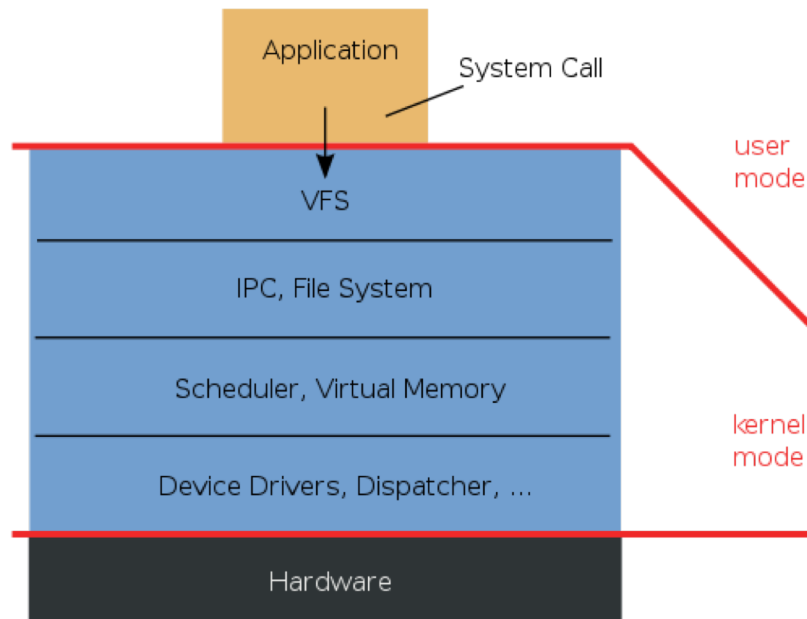 Application
System Call
user
mode
VFS
IPC, File System
Scheduler, Virtual Memory
kernel
mode
Device Drivers, Dispatcher, ...
Hardware